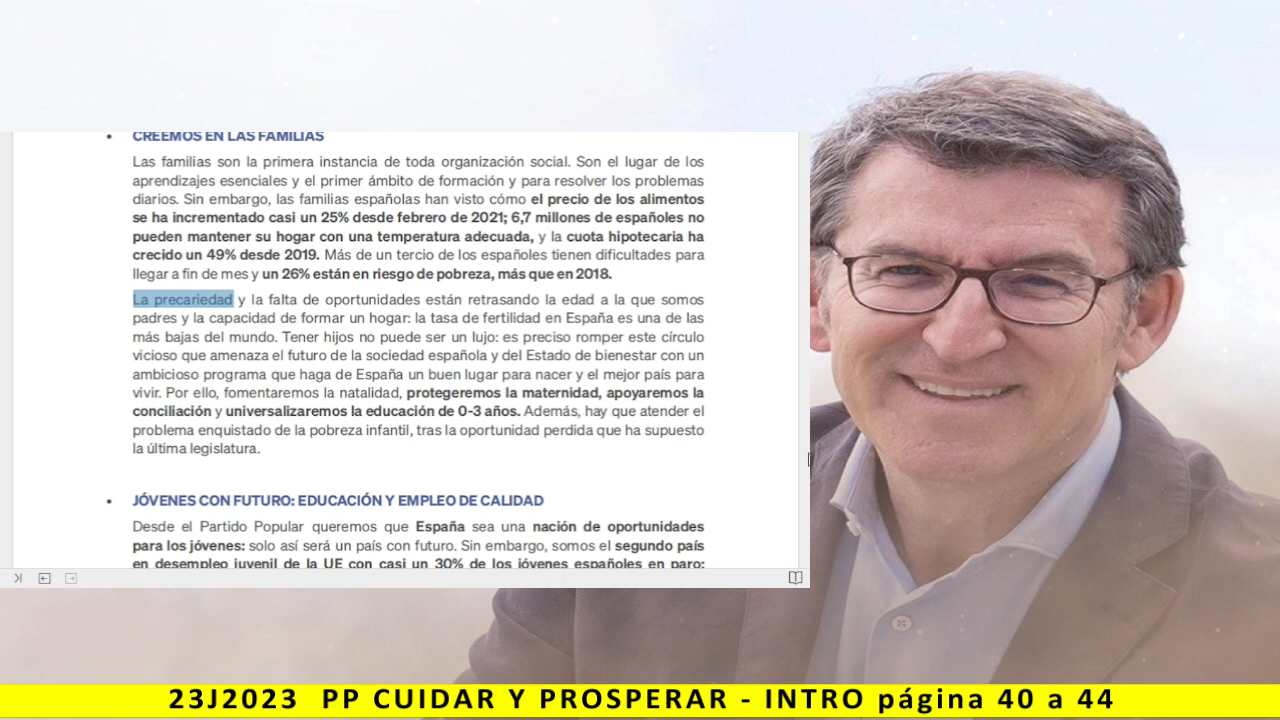 • CREEMOS EN LAS FAMILIAS
Las familias son la primera instancia de toda organización social. Son el lugar de los
aprendizajes esenciales y el primer ámbito de formación y para resolver los problemas
diarios. Sin embargo, las familias españolas han visto cómo el precio de los alimentos
se ha incrementado casi un 25% desde febrero de 2021; 6,7 millones de españoles no
pueden mantener su hogar con una temperatura adecuada, y la cuota hipotecaria ha
crecido un 49% desde 2019. Más de un tercio de los españoles tienen dificultades para
llegar a fin de mes y un 26% están en riesgo de pobreza, más que en 2018.
La precariedad y la falta de oportunidades están retrasando la edad a la que somos
padres y la capacidad de formar un hogar: la tasa de fertilidad en España es una de las
más bajas del mundo. Tener hijos no puede ser un lujo: es preciso romper este círculo
vicioso que amenaza el futuro de la sociedad española y del Estado de bienestar con un
ambicioso programa que haga de España un buen lugar para nacer y el mejor país para
vivir. Por ello, fomentaremos la natalidad, protegeremos la maternidad, apoyaremos la
conciliación y universalizaremos la educación de 0-3 años. Además, hay que atender el
problema enquistado de la pobreza infantil, tras la oportunidad perdida que ha supuesto
la última legislatura.
• JÓVENES CON FUTURO: EDUCACIÓN Y EMPLEO DE CALIDAD
Desde el Partido Popular queremos que España sea una nación de oportunidades
para los jóvenes: solo así será un país con futuro. Sin embargo, somos el segundo país
en desempleo juvenil de la UE con casi un 30% de los jóvenes españoles en paro;
23J2023 PP CUIDAR Y PROSPERAR - INTRO página 40 a 44